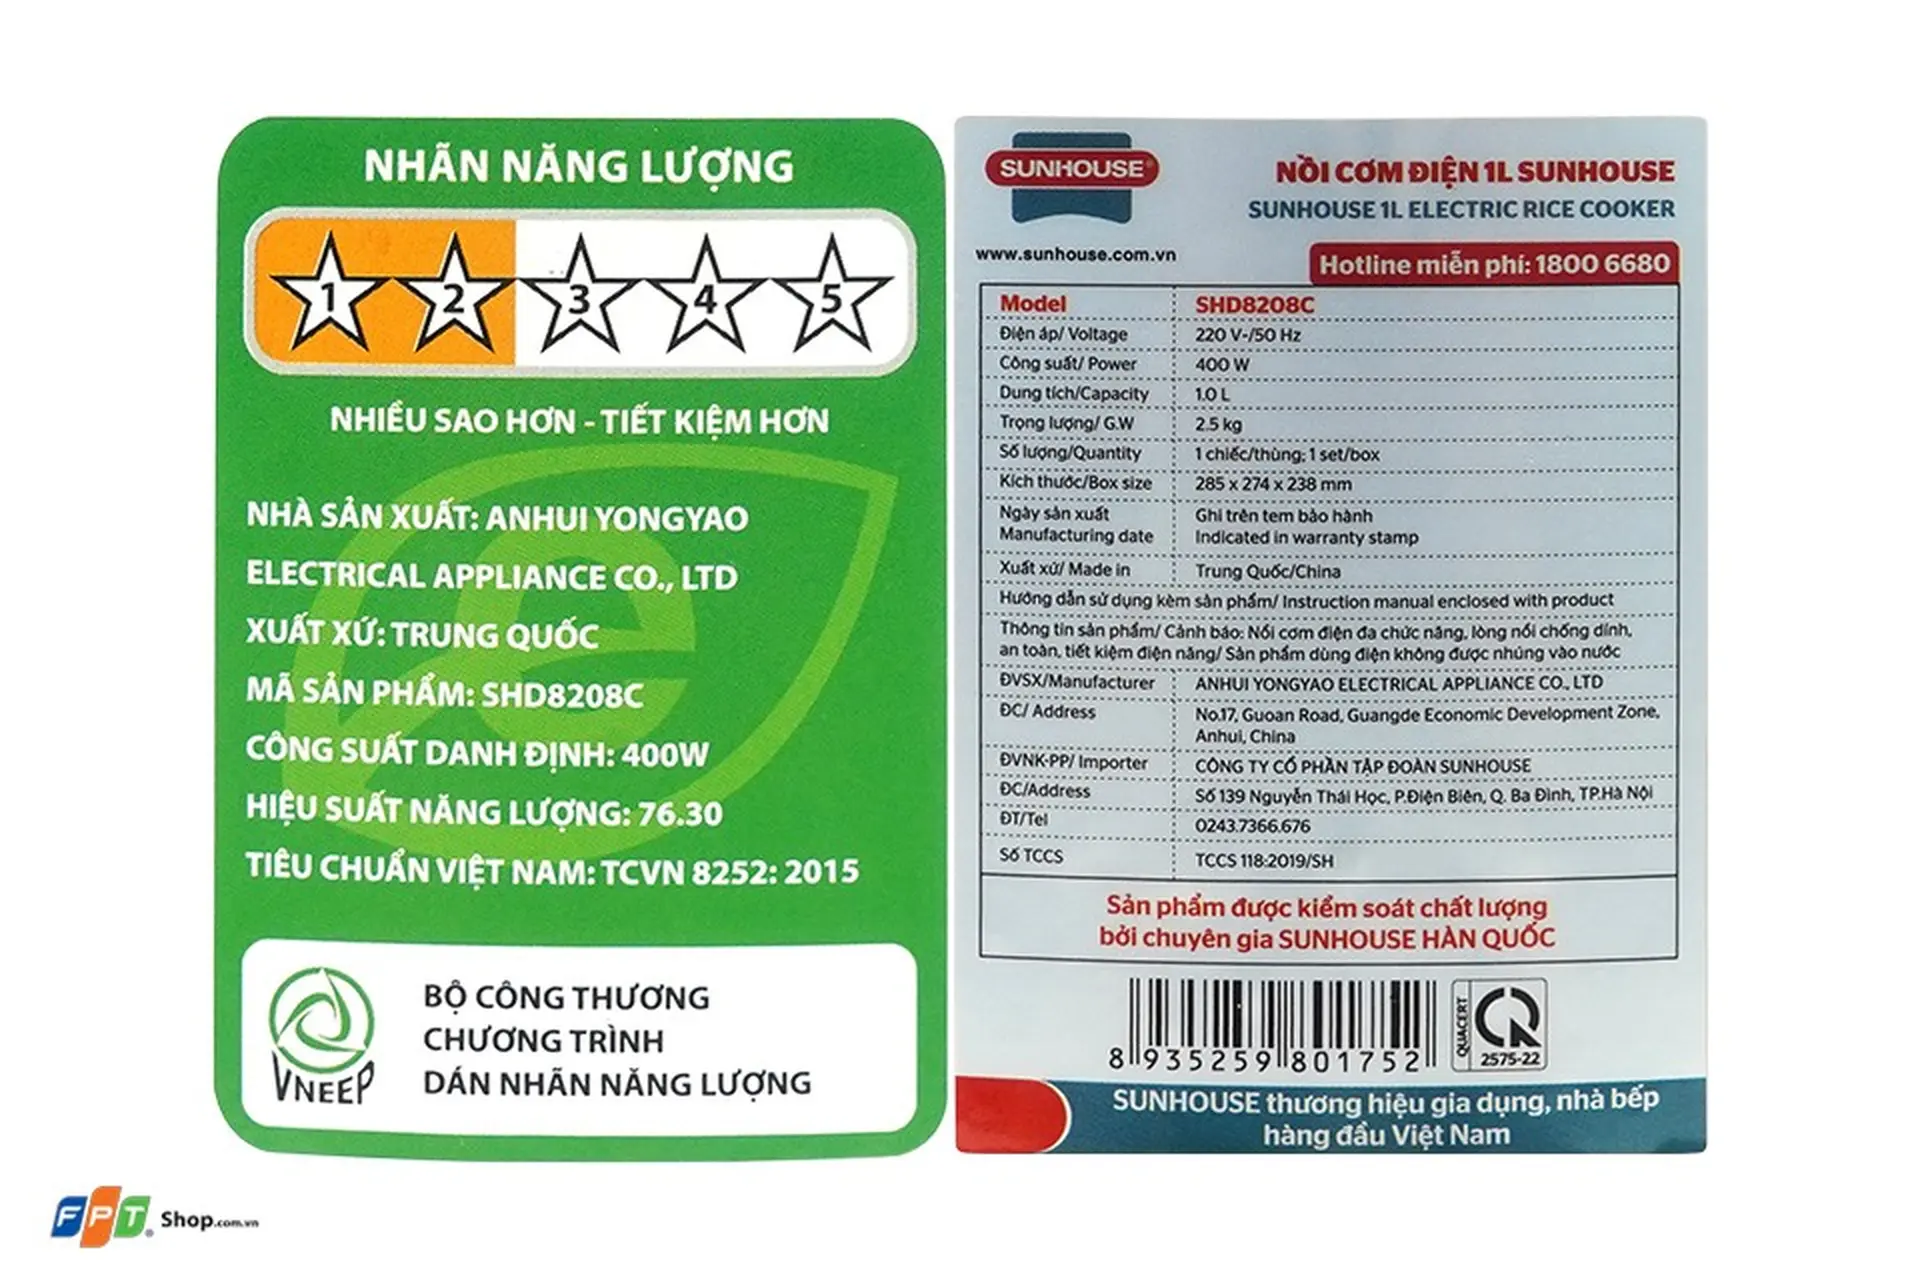 NHÃN NĂNG LƯỢNG
1 2 3 4 5
NHIỀU SAO HƠN - TIẾT KIỆM HƠN
NHÀ SẢN XUẤT: ANHUI YONGYAO
ELECTRICAL APPLIANCE CO., LTD
XUẤT XỨ: TRUNG QUỐC
MÃ SẢN PHẨM: SHD8208C
CÔNG SUẤT DANH ĐỊNH: 400W
HIỆU SUẤT NĂNG LƯỢNG: 76.30
TIÊU CHUẨN VIỆT NAM: TCVN 8252: 2015
VNEEP
BỘ CÔNG THƯƠNG
CHƯƠNG TRÌNH
DÁN NHÃN NĂNG LƯỢNG
SUNHOUSE
www.sunhouse.com.vn
NỒI CƠM ĐIỆN 1L SUNHOUSE
SUNHOUSE 1L ELECTRIC RICE COOKER
Hotline miễn phí: 1800 6680
Model SHD8208C
Điện áp/ Voltage 220 V~/50 Hz
Công suất/ Power 400 W
Dung tích/Capacity 1.0 L
Trọng lượng/ G.W 2.5 kg
Số lượng/Quantity 1 chiếc/thùng; 1 set/box
Kích thước/Box size 285 x 274 x 238 mm
Ngày sản xuất Ghi trên tem bảo hành
Manufacturing date Indicated in warranty stamp
Xuất xứ/ Made in Trung Quốc/China
Hướng dẫn sử dụng kèm sản phẩm/ Instruction manual enclosed with product
Thông tin sản phẩm/ Cảnh báo: Nồi cơm điện đa chức năng, lòng nồi chống dính,
an toàn, tiết kiệm điện năng/ Sản phẩm dùng điện không được nhúng vào nước
ĐVSX/Manufacturer ANHUI YONGYAO ELECTRICAL APPLIANCE CO., LTD
ĐC/ Address No.17, Guoan Road, Guangde Economic Development Zone,
Anhui, China
ĐVNK-PP/ Importer CÔNG TY CỔ PHẦN TẬP ĐOÀN SUNHOUSE
ĐC/Address Số 139 Nguyễn Thái Học, P.Điện Biên, Q. Ba Đình, TP.Hà Nội
ĐT/Tel 0243.7366.676
Số TCCS TCCS 118:2019/SH
Sản phẩm được kiểm soát chất lượng
bởi chuyên gia SUNHOUSE HÀN QUỐC
8 935259 801752
QUACERT
2575-22
SUNHOUSE thương hiệu gia dụng, nhà bếp
hàng đầu Việt Nam
FPT Shop.com.vn